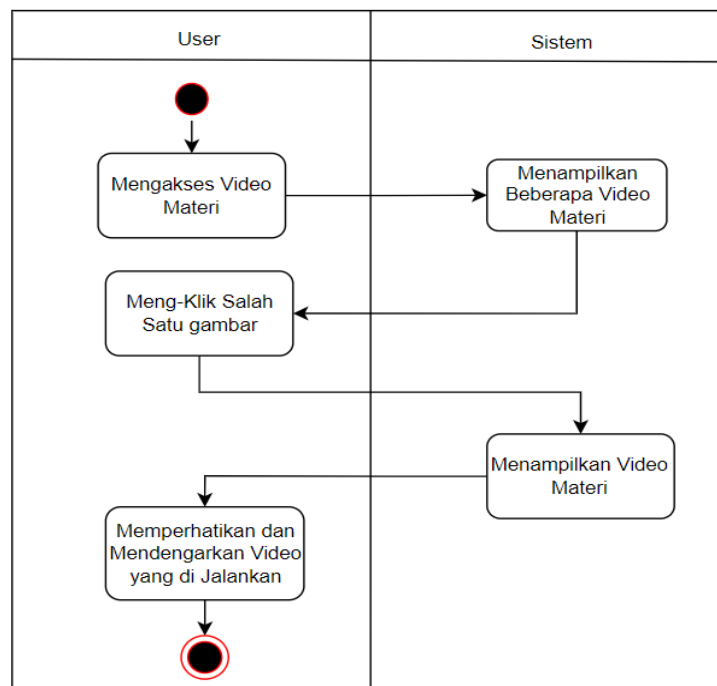 User
Sistem
Mengakses Video
Materi
Menampilkan
Beberapa Video
Materi
Meng-Klik Salah
Satu gambar
Menampilkan Video
Materi
Memperhatikan dan
Mendengarkan Video
yang di Jalankan